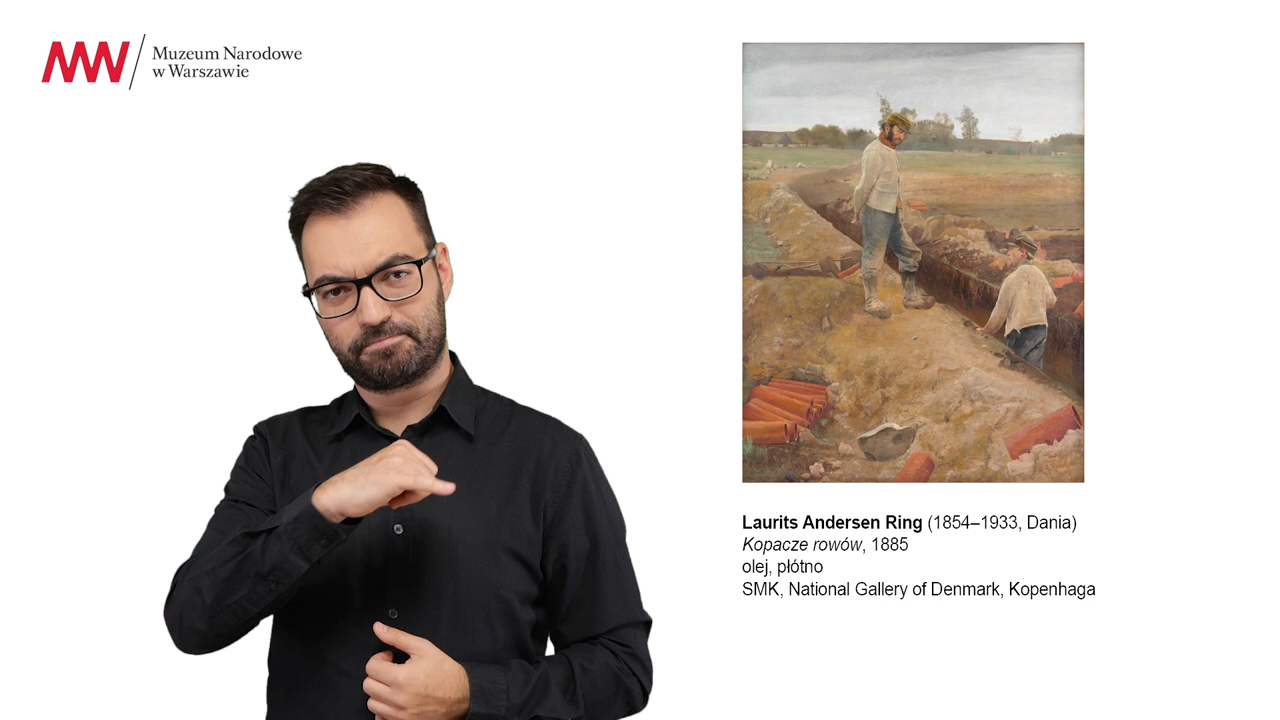 Muzeum Narodowe
w Warszawie
Laurits Andersen Ring (1854–1933, Dania)
Kopacze rowów, 1885
olej, płótno
SMK, National Gallery of Denmark, Kopenhaga